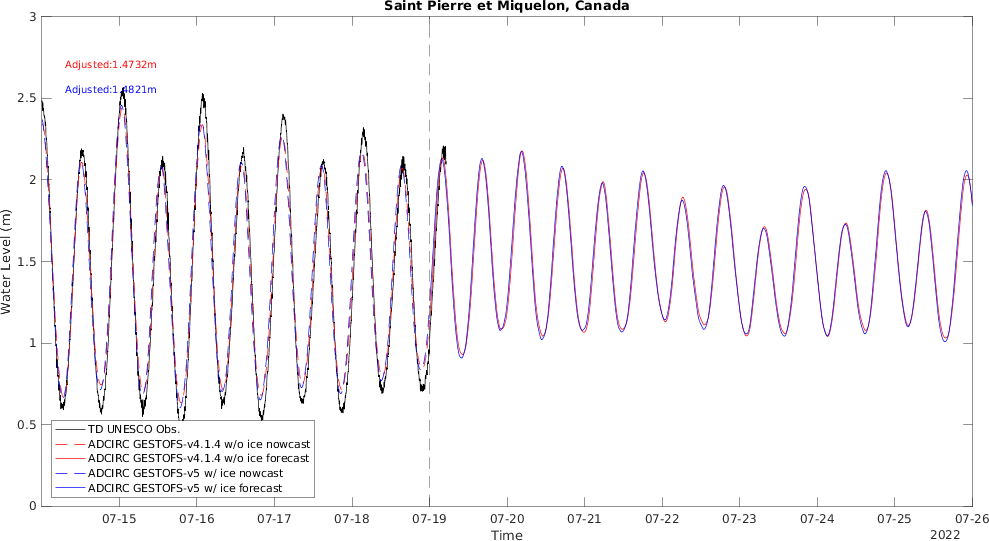 Saint Pierre et Miquelon, Canada
3
Adjusted:1.4732m
Adjusted:1.4821m
2.5
2
1.5
1
0.5
0
Water Level (m)
TD UNESCO Obs.
ADCIRC GESTOFS-v4.1.4 w/o ice nowcast
ADCIRC GESTOFS-v4.1.4 w/o ice forecast
ADCIRC GESTOFS-v5 w/ ice nowcast
ADCIRC GESTOFS-v5 w/ ice forecast
07-15 07-16 07-17 07-18 07-19 07-20 07-21 07-22 07-23 07-24 07-25 07-26
Time
2022